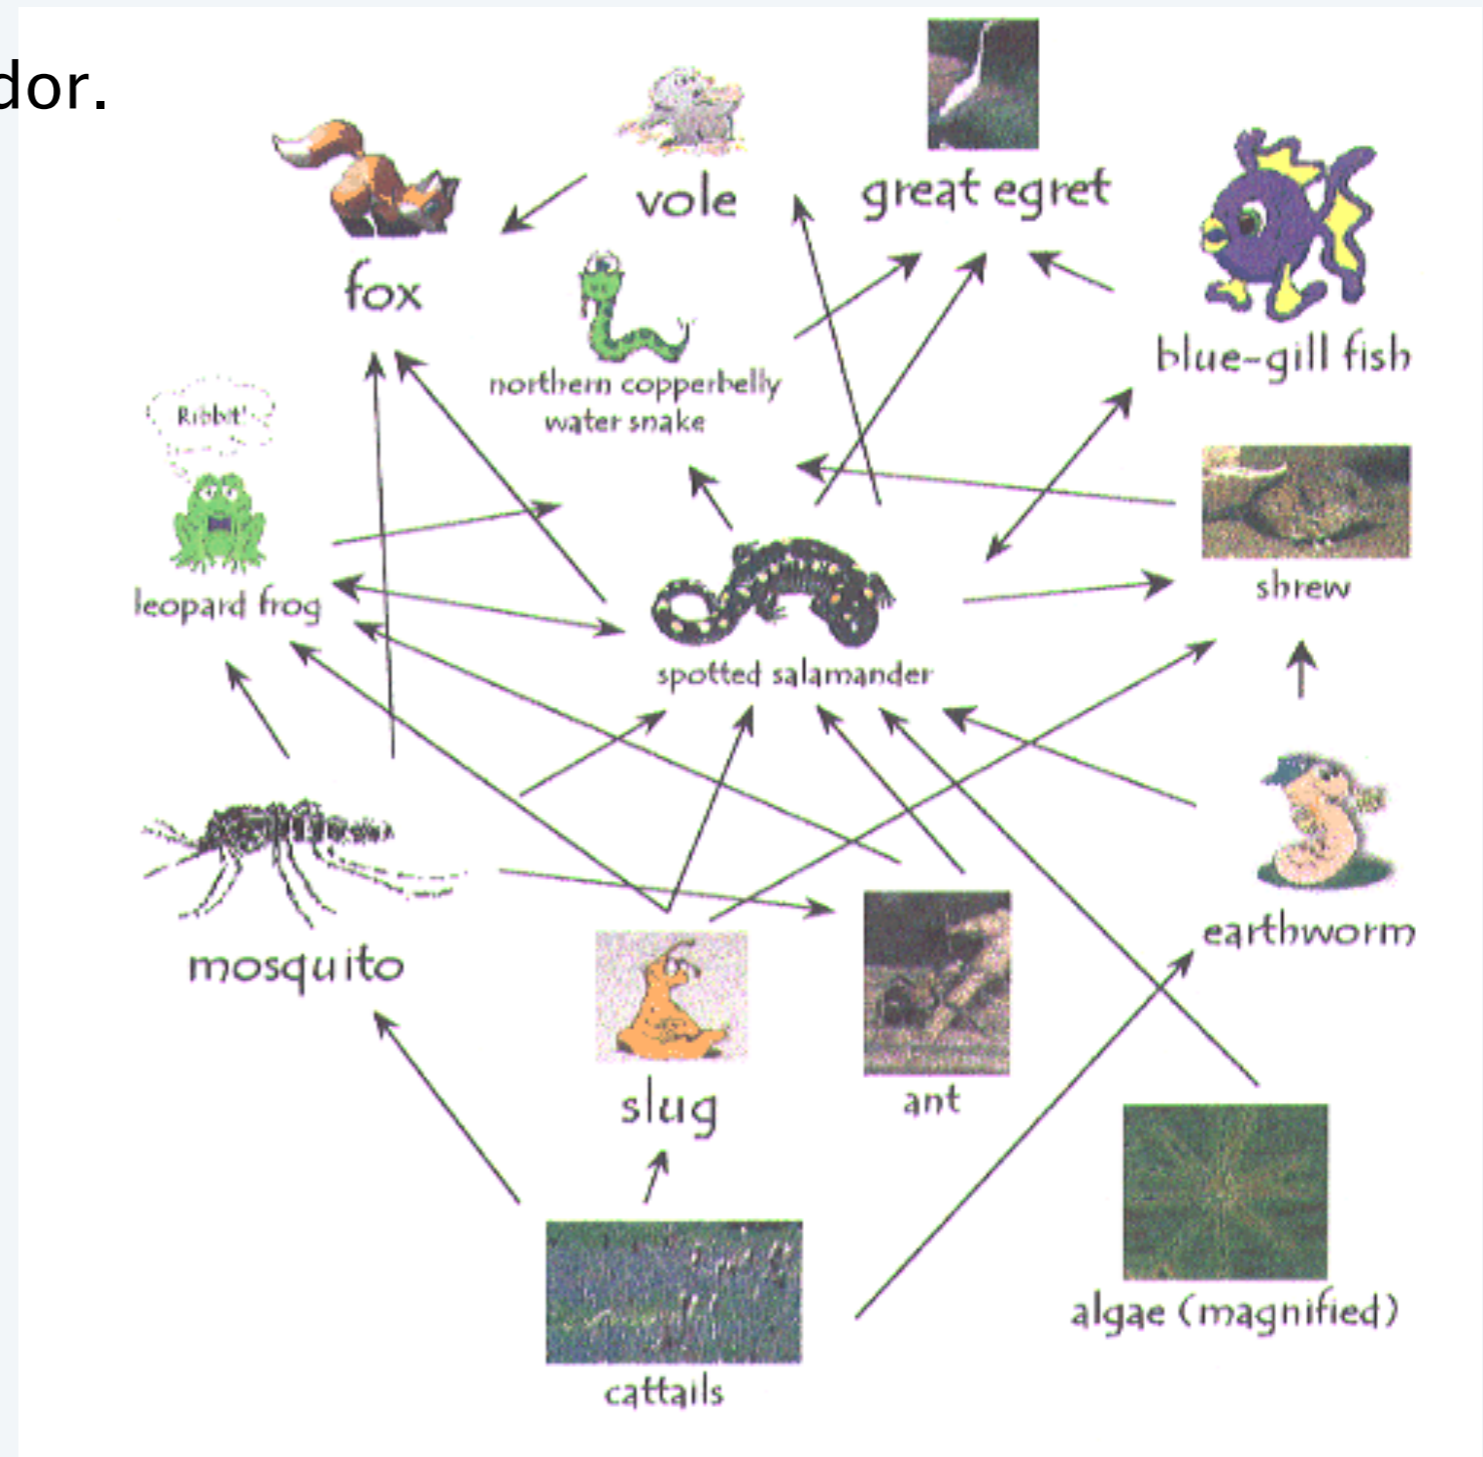 dor.
vole
great egret
fox
blue-gill fish
northern copperbelly
water snake
Ribbit!
shrew
leopard frog
spotted salamander
earthworm
mosquito
slug
ant
algae (magnified)
cattails